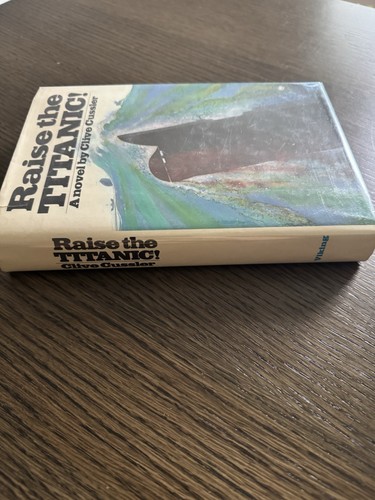 Raise the
TITANIC!
A novel by Clive Cussler
Raise the
TITANIC!
Clive Cussler
Viking